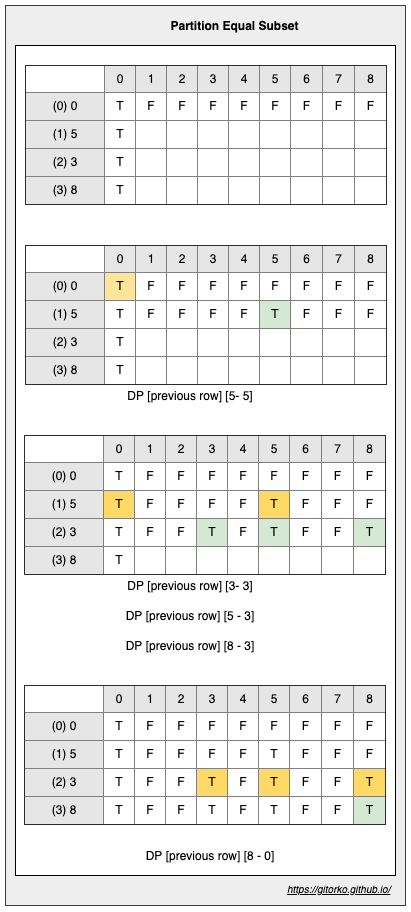 Partition Equal Subset
0 1 2 3 4 5 6 7 8
(0) 0 T F F F F F F F F
(1) 5 T
(2) 3 T
(3) 8 T
0 1 2 3 4 5 6 7 8
(0) 0 T F F F F F F F F
(1) 5 T F F F F T F F F
(2) 3 T
(3) 8 T
DP [previous row] [5- 5]
0 1 2 3 4 5 6 7 8
(0) 0 T F F F F F F F F
(1) 5 T F F F F T F F F
(2) 3 T F F T F T F F T
(3) 8 T
DP [previous row] [3- 3]
DP [previous row] [5 - 3]
DP [previous row] [8 - 3]
0 1 2 3 4 5 6 7 8
(0) 0 T F F F F F F F F
(1) 5 T F F F F T F F F
(2) 3 T F F T F T F F T
(3) 8 T F F T F T F F T
DP [previous row] [8 - 0]
https://gitorko.github.io/